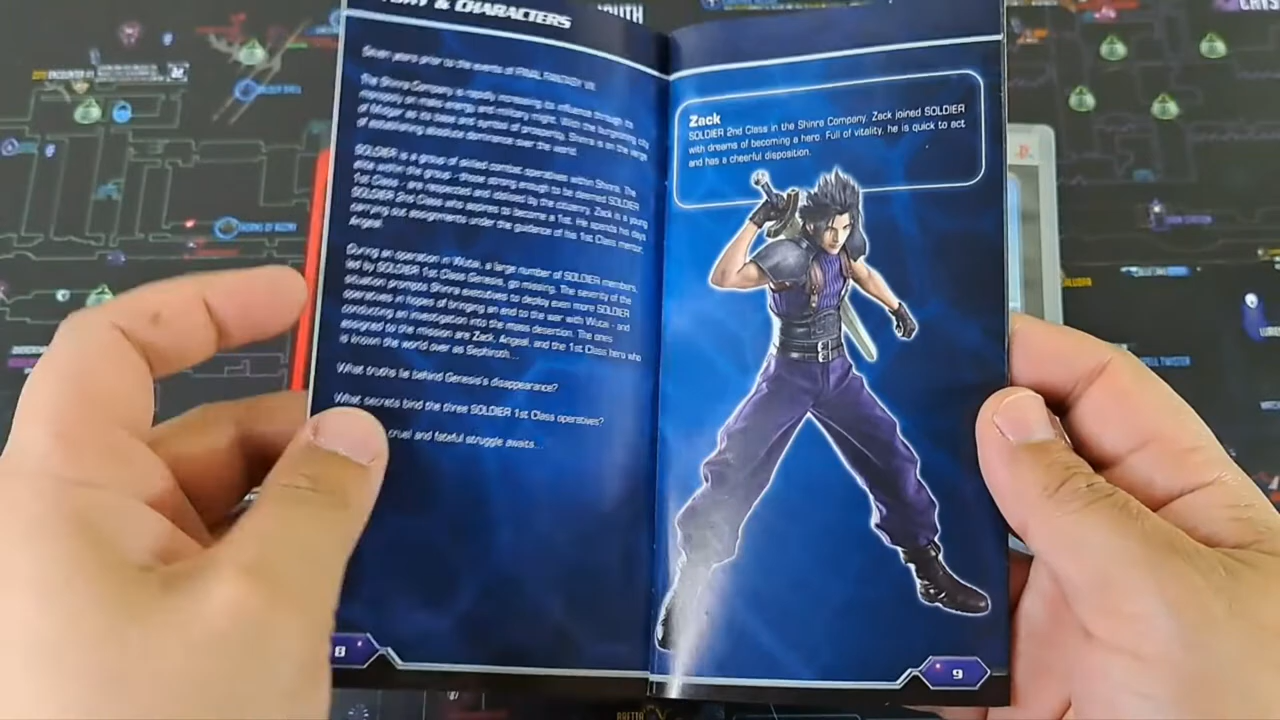 STORY & CHARACTERS
Seven years prior to the events of FINAL FANTASY VII.
The Shinra Company is rapidly increasing its influence through its
monopoly on mako energy and military might. With the burgeoning city
of Midgar as its base and symbol of prosperity, Shinra is on the verge
of establishing absolute dominance over the world.
SOLDIER is a group of skilled combat operatives within Shinra. The
elite within the group - those strong enough to be deemed SOLDIER
1st Class - are respected and idolized by the citizenry. Zack is a young
SOLDIER 2nd Class who aspires to become a 1st. He spends his days
carrying out assignments under the guidance of his 1st Class mentor,
Angeal.
During an operation in Wutai, a large number of SOLDIER members,
led by SOLDIER 1st Class Genesis, go missing. The severity of the
situation prompts Shinra executives to deploy even more SOLDIER
operatives in hopes of bringing an end to the war with Wutai - and
conducting an investigation into the mass desertion. The ones
assigned to the mission are Zack, Angeal, and the 1st Class hero who
is known the world over as Sephiroth...
What truths lie behind Genesis's disappearance?
What secrets bind the three SOLDIER 1st Class operatives?
cruel and fateful struggle awaits...
8
Zack
SOLDIER 2nd Class in the Shinra Company. Zack joined SOLDIER
with dreams of becoming a hero. Full of vitality, he is quick to act
and has a cheerful disposition.
9